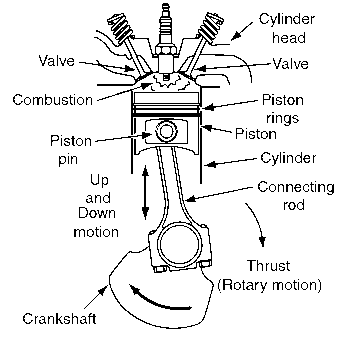 Cylinder
head
Valve
Valve
Combustion
Piston
rings
Piston
Piston
pin
Cylinder
Up
and
Down
motion
Connecting
rod
Thrust
(Rotary motion)
Crankshaft